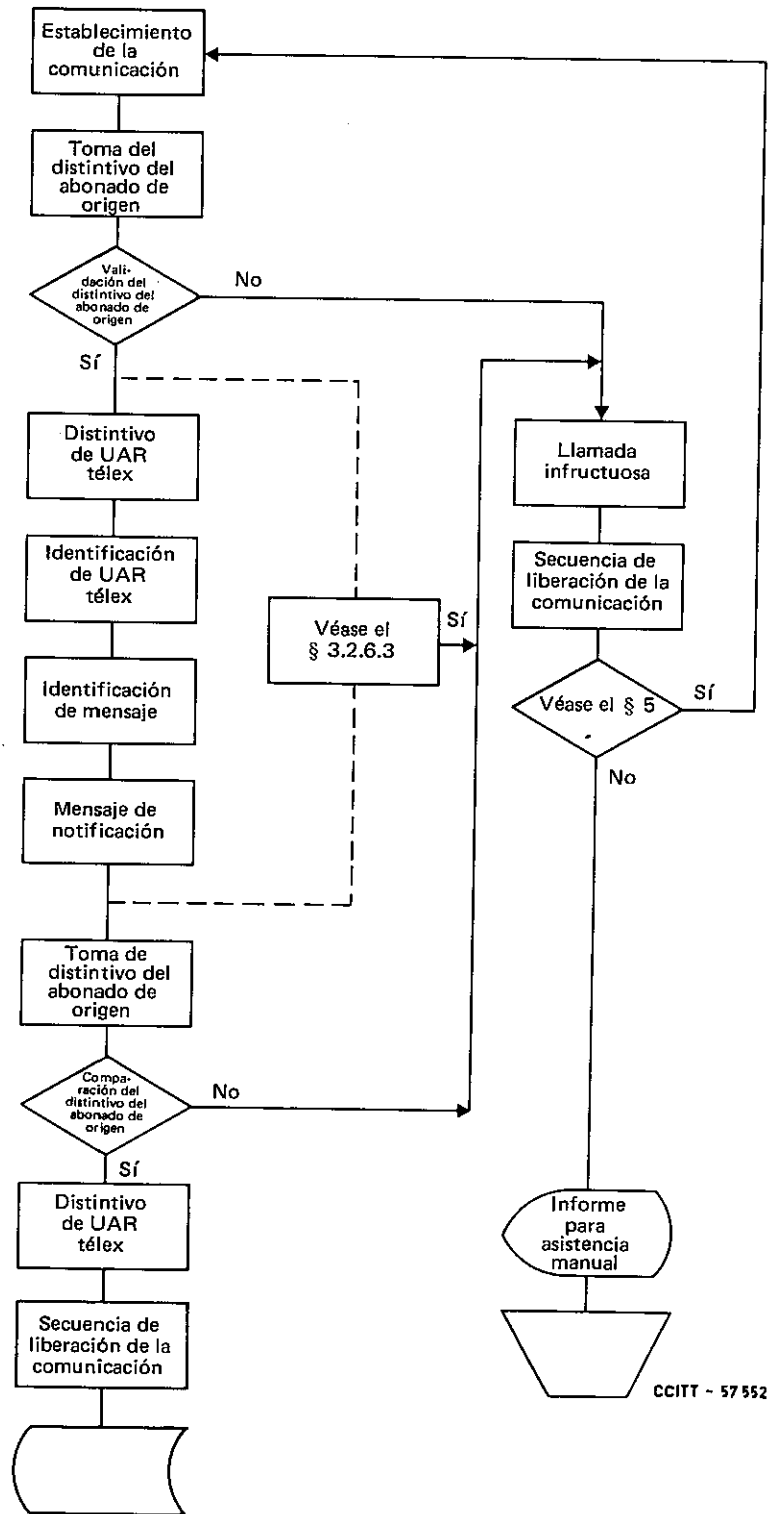 Establecimiento
de la
comunicación
Toma del
distintivo del
abonado de
origen
Vali-
dación del
distintivo del
abonado de
origen
No
Sí
Distintivo
de UAR
télex
Identificación
de UAR
télex
Identificación
de mensaje
Mensaje de
notificación
Véase el
§ 3.2.6.3
Sí
Llamada
infructuosa
Secuencia de
liberación de la
comunicación
Véase el § 5
Sí
No
Toma de
distintivo del
abonado de
origen
Compa-
ración del
distintivo del
abonado de
origen
No
Sí
Distintivo
de UAR
télex
Secuencia de
liberación de la
comunicación
Informe
para
asistencia
manual
CCITT - 57 552